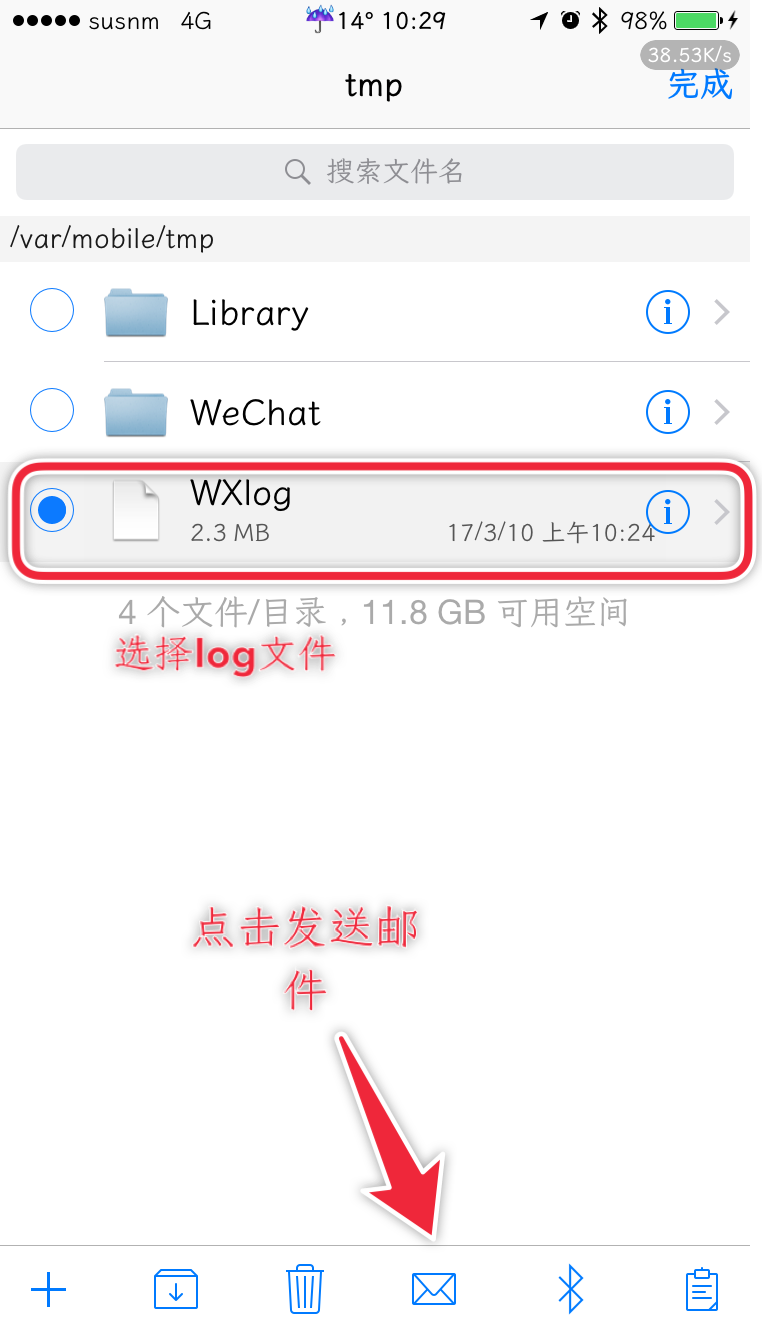 susnm 4G 14° 10:29 98%
38.53K/s
tmp 完成
搜索文件名
/var/mobile/tmp
Library
WeChat
WXlog
2.3 MB 17/3/10 上午10:24
4 个文件/目录，11.8 GB 可用空间
选择log文件
点击发送邮
件